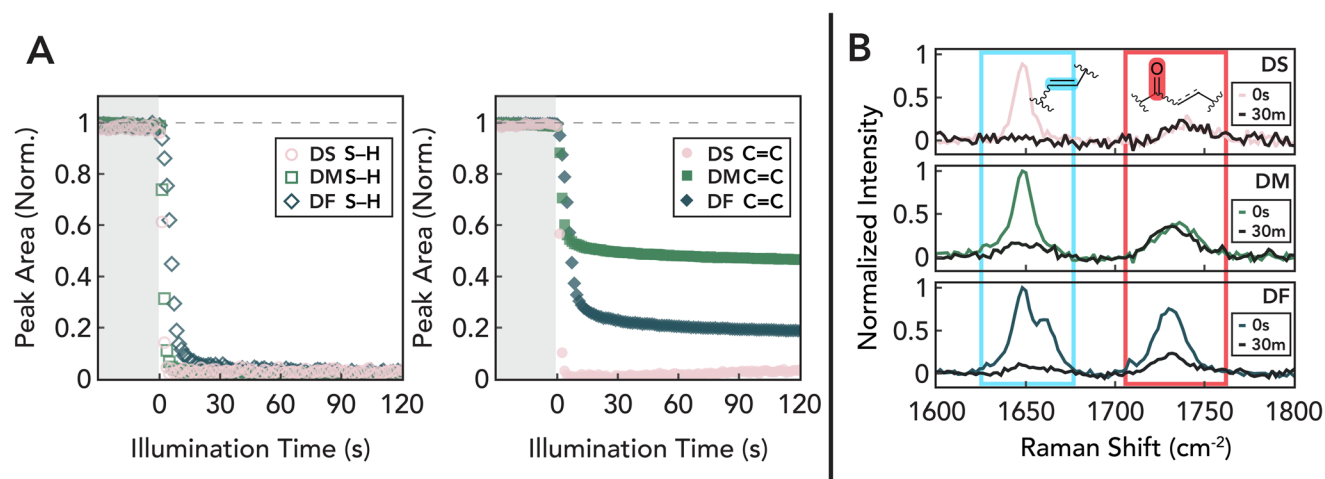 A
Peak Area (Norm.)
1
0.8
0.6
0.4
0.2
0
DS S–H
DM S–H
DF S–H
0 30 60 90 120
Illumination Time (s)
Peak Area (Norm.)
1
0.8
0.6
0.4
0.2
0
DS C=C
DM C=C
DF C=C
0 30 60 90 120
Illumination Time (s)
B
Normalized Intensity
1
0.5
0
O
DS
0s
30m
1
0.5
0
DM
0s
30m
1
0.5
0
DF
0s
30m
1600 1650 1700 1750 1800
Raman Shift (cm⁻²)